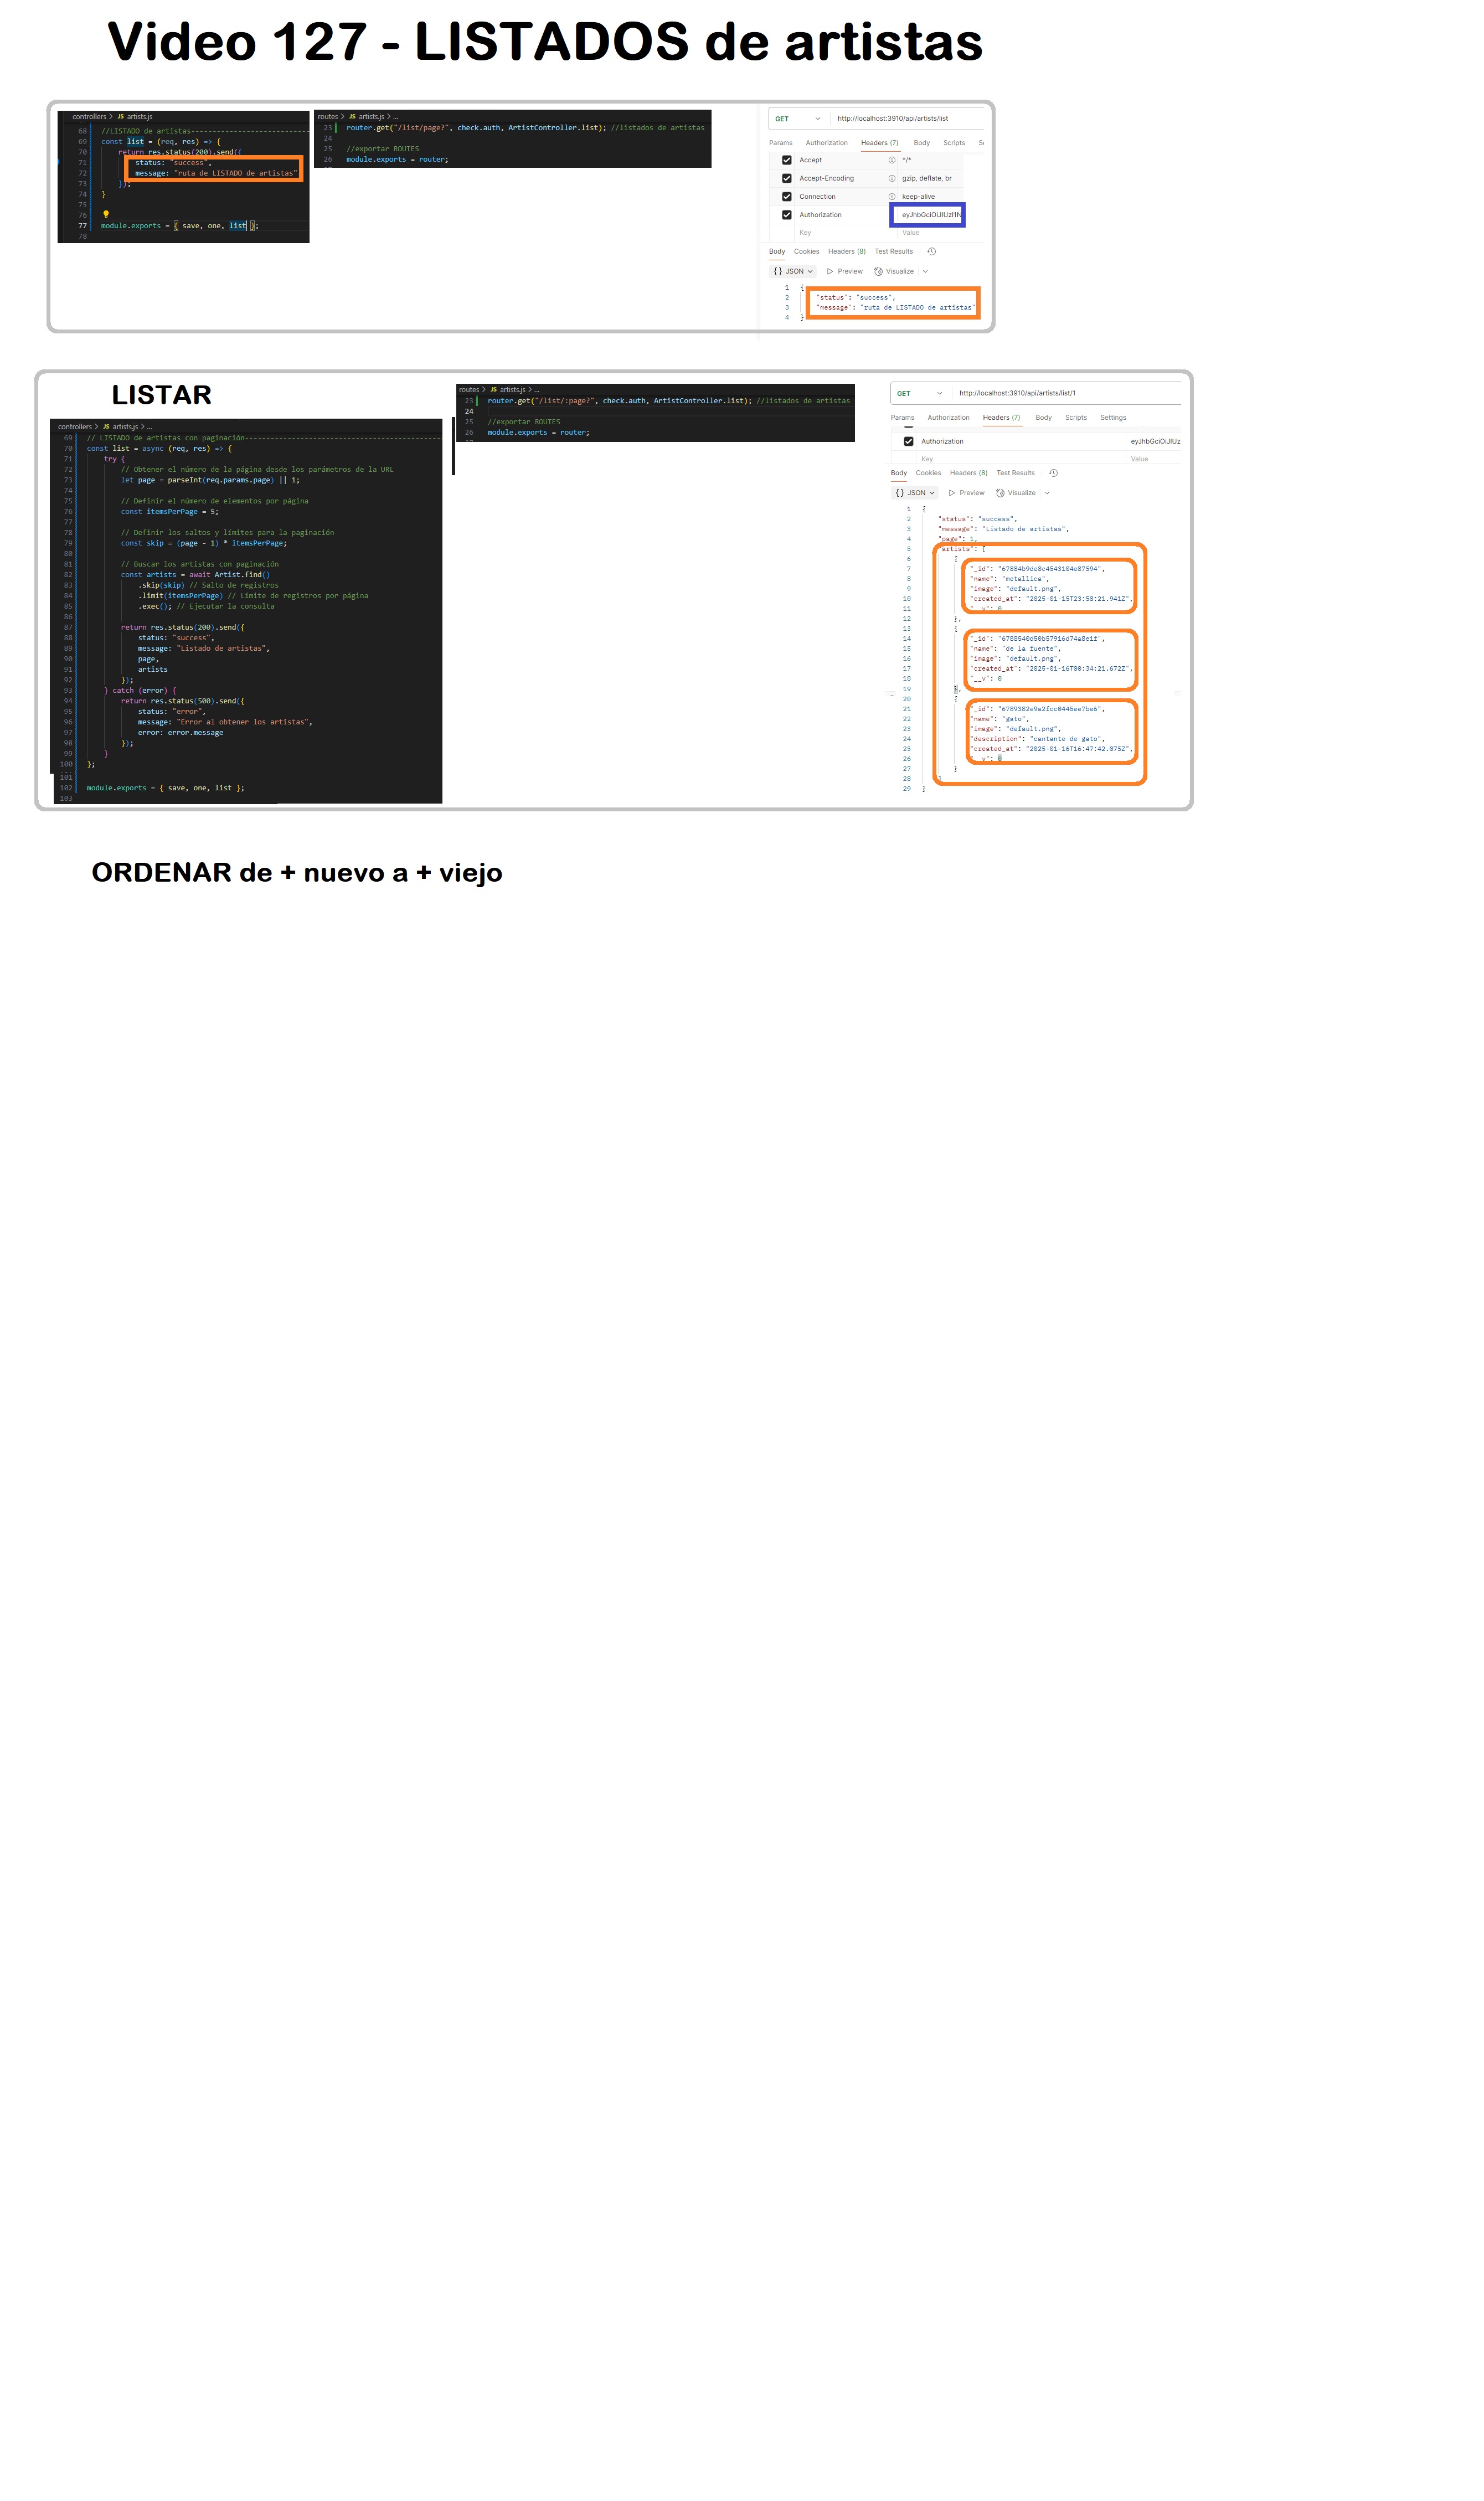 Video 127 - LISTADOS de artistas
controllers > JS artists.js
68 //LISTADO de artistas----------------------------
69 const list = (req, res) => {
70 return res.status(200).send({
71 status: "success",
72 message: "ruta de LISTADO de artistas"
73 });
74 }
75
76
77 module.exports = { save, one, list };
78
routes > JS artists.js > ...
23 router.get("/list/page?", check.auth, ArtistController.list); //listados de artistas
24
25 //exportar ROUTES
26 module.exports = router;
GET http://localhost:3910/api/artists/list
Params Authorization Headers (7) Body Scripts
Accept */*
Accept-Encoding gzip, deflate, br
Connection keep-alive
Authorization eyJhbGciOiJIUzI1N
Key Value
Body Cookies Headers (8) Test Results
{} JSON Preview Visualize
1 {
2 "status": "success",
3 "message": "ruta de LISTADO de artistas"
4 }
LISTAR
controllers > JS artists.js > ...
69 // LISTADO de artistas con paginación----------------------------------------------
70 const list = async (req, res) => {
71 try {
72 // Obtener el número de la página desde los parámetros de la URL
73 let page = parseInt(req.params.page) || 1;
74
75 // Definir el número de elementos por página
76 const itemsPerPage = 5;
77
78 // Definir los saltos y límites para la paginación
79 const skip = (page - 1) * itemsPerPage;
80
81 // Buscar los artistas con paginación
82 const artists = await Artist.find()
83 .skip(skip) // Salto de registros
84 .limit(itemsPerPage) // Límite de registros por página
85 .exec(); // Ejecutar la consulta
86
87 return res.status(200).send({
88 status: "success",
89 message: "Listado de artistas",
90 page,
91 artists
92 });
93 } catch (error) {
94 return res.status(500).send({
95 status: "error",
96 message: "Error al obtener los artistas",
97 error: error.message
98 });
99 }
100 };
101
102 module.exports = { save, one, list };
103
routes > JS artists.js > ...
23 router.get("/list/:page?", check.auth, ArtistController.list); //listados de artistas
24
25 //exportar ROUTES
26 module.exports = router;
GET http://localhost:3910/api/artists/list/1
Params Authorization Headers (7) Body Scripts Settings
Authorization eyJhbGciOiJIUz
Key Value
Body Cookies Headers (8) Test Results
{} JSON Preview Visualize
1 {
2 "status": "success",
3 "message": "Listado de artistas",
4 "page": 1,
5 "artists": [
6 {
7 "_id": "67884b9de8c4543184e87594",
8 "name": "metallica",
9 "image": "default.png",
10 "created_at": "2025-01-15T23:58:21.941Z",
11 "__v": 0
12 },
13 {
14 "_id": "6788540d50b57916d74a8e1f",
15 "name": "de la fuente",
16 "image": "default.png",
17 "created_at": "2025-01-16T00:34:21.672Z",
18 "__v": 0
19 },
20 {
21 "_id": "6789382e9a2fcc8445ee7be6",
22 "name": "gato",
23 "image": "default.png",
24 "description": "cantante de gato",
25 "created_at": "2025-01-16T16:47:42.075Z",
26 "__v": 0
27 }
28 ]
29 }
ORDENAR de + nuevo a + viejo